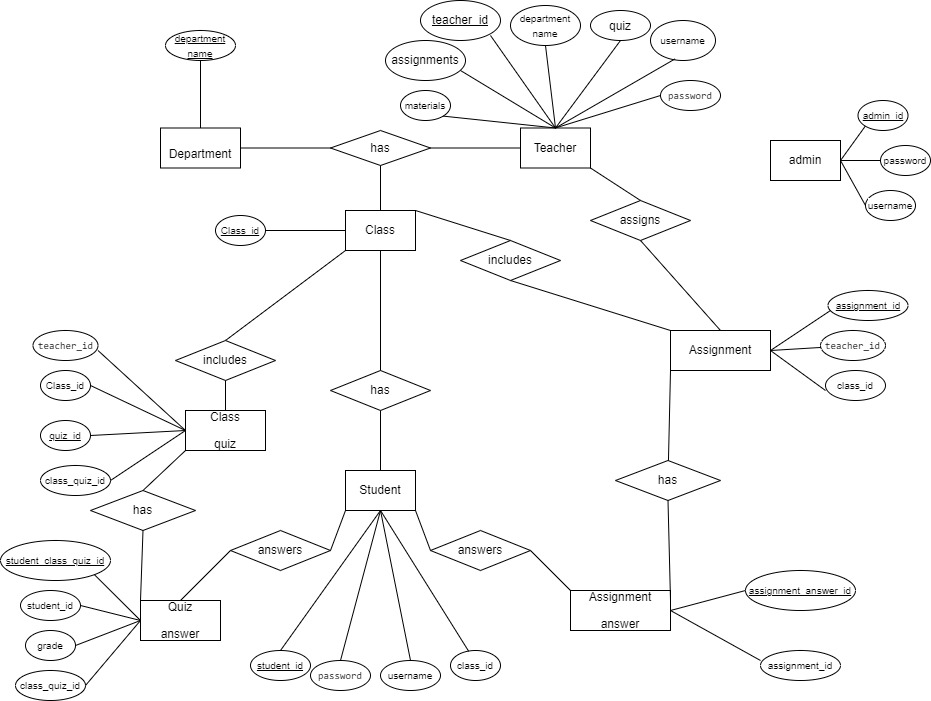 teacher_id
department
name
quiz
username
department
name
assignments
password
materials
admin_id
Department
has
Teacher
admin
password
username
Class_id
Class
assigns
includes
assignment_id
teacher_id
includes
Assignment
teacher_id
Class_id
has
class_id
Class
quiz
quiz_id
class_quiz_id
has
Student
has
answers
answers
student_class_quiz_id
student_id
Quiz
answer
Assignment
answer
assignment_answer_id
grade
class_quiz_id
student_id
password
username
class_id
assignment_id